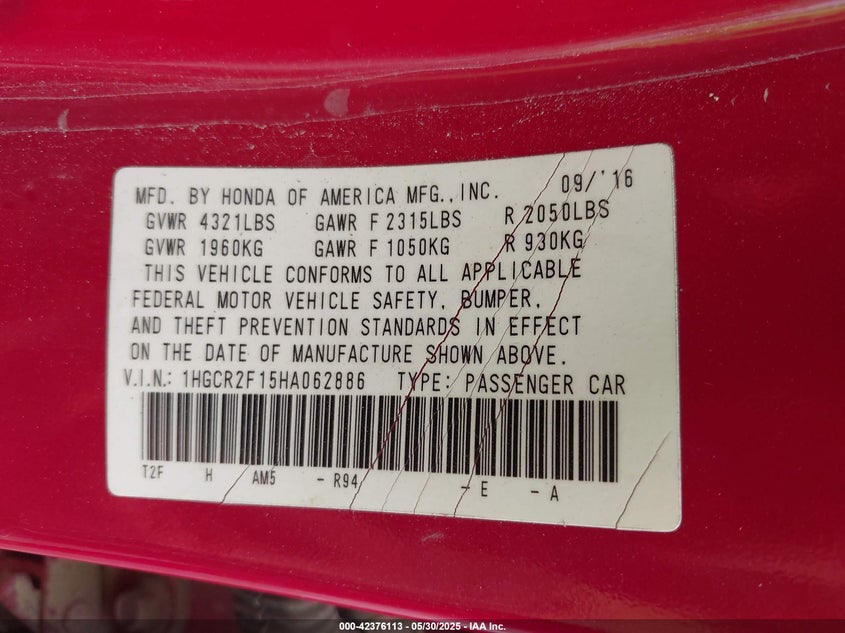 MFD. BY HONDA OF AMERICA MFG., INC. 09/'16
GVWR 4321LBS GAWR F 2315LBS R 2050LBS
GVWR 1960KG GAWR F 1050KG R 930KG
THIS VEHICLE CONFORMS TO ALL APPLICABLE
FEDERAL MOTOR VEHICLE SAFETY, BUMPER,
AND THEFT PREVENTION STANDARDS IN EFFECT
ON THE DATE OF MANUFACTURE SHOWN ABOVE.
V.I.N.: 1HGCR2F15HA062886 TYPE: PASSENGER CAR
T2F H AM5 - R94 - E - A
000-42376113 — 05/30/2025 — IAA Inc.